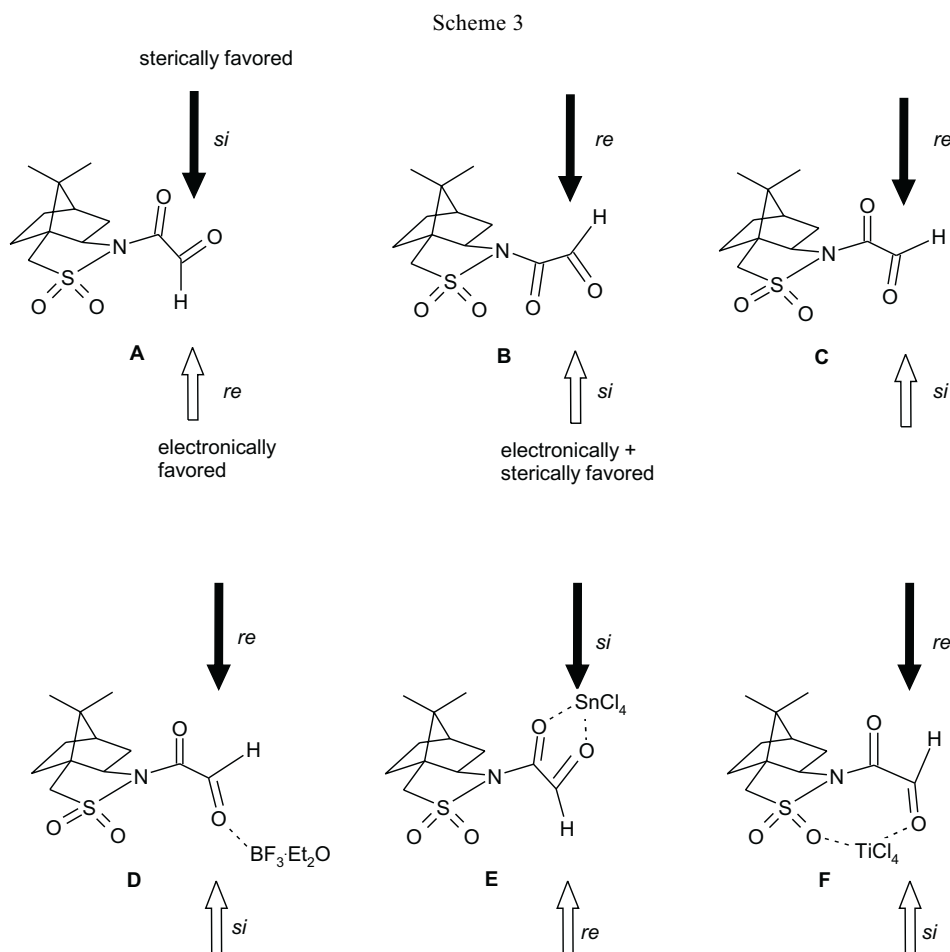 Scheme 3
sterically favored
si
re
re
O
O
N
S
O
O
H
A
re
electronically
favored
H
N
S
O
O
O
O
B
si
electronically +
sterically favored
O
H
N
S
O
O
O
C
si
re
si
re
O
H
N
S
O
O
O
BF3·Et2O
D
si
SnCl4
O
O
N
S
O
O
H
E
re
O
H
N
S
O
O
O
TiCl4
F
si